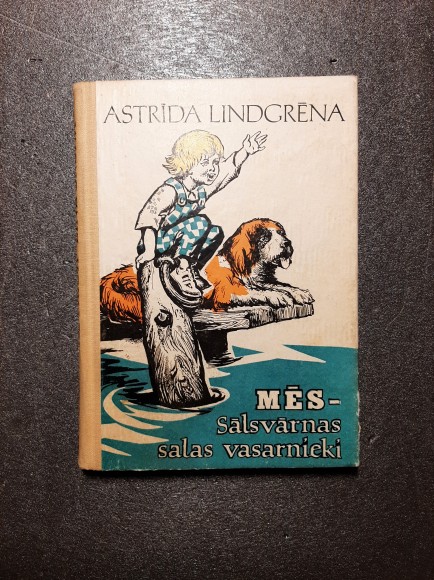 ASTRĪDA LINDGRĒNA
MĒS-
Sālsvārnas
salas vasarnieki